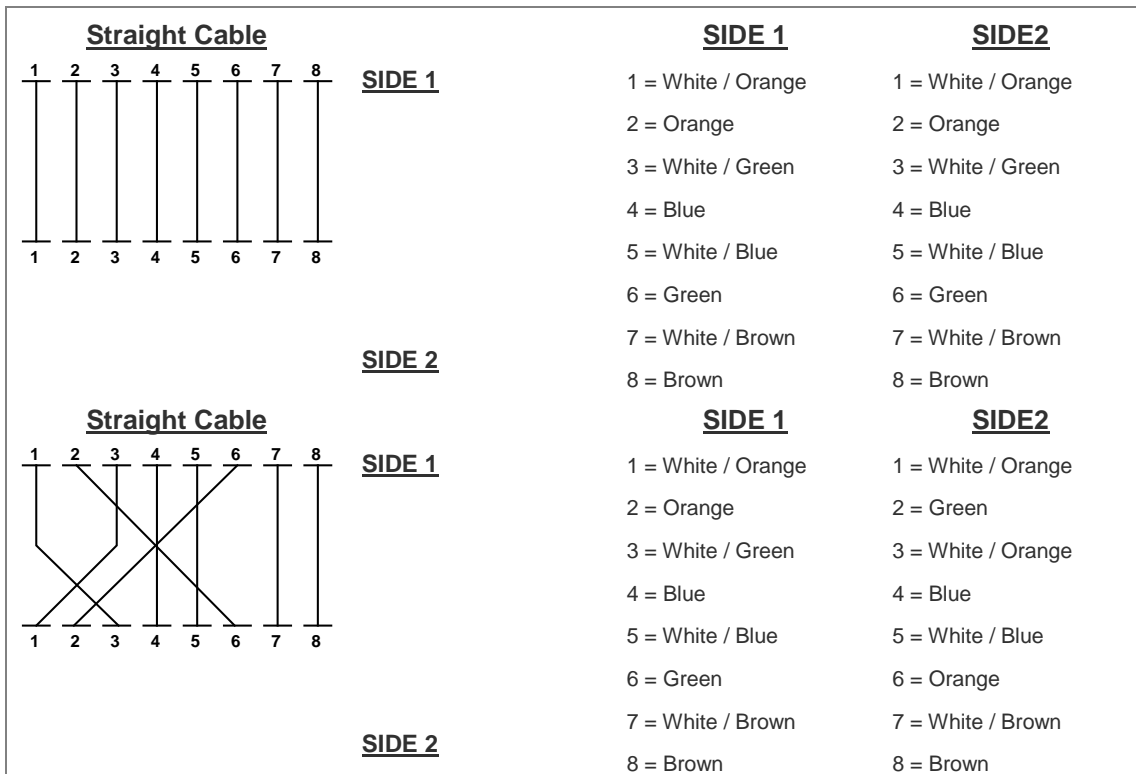 Straight Cable
1 2 3 4 5 6 7 8
SIDE 1
1 2 3 4 5 6 7 8
SIDE 2
SIDE 1
1 = White / Orange
2 = Orange
3 = White / Green
4 = Blue
5 = White / Blue
6 = Green
7 = White / Brown
8 = Brown
SIDE2
1 = White / Orange
2 = Orange
3 = White / Green
4 = Blue
5 = White / Blue
6 = Green
7 = White / Brown
8 = Brown
Straight Cable
1 2 3 4 5 6 7 8
SIDE 1
1 2 3 4 5 6 7 8
SIDE 2
SIDE 1
1 = White / Orange
2 = Orange
3 = White / Green
4 = Blue
5 = White / Blue
6 = Green
7 = White / Brown
8 = Brown
SIDE2
1 = White / Orange
2 = Green
3 = White / Orange
4 = Blue
5 = White / Blue
6 = Orange
7 = White / Brown
8 = Brown